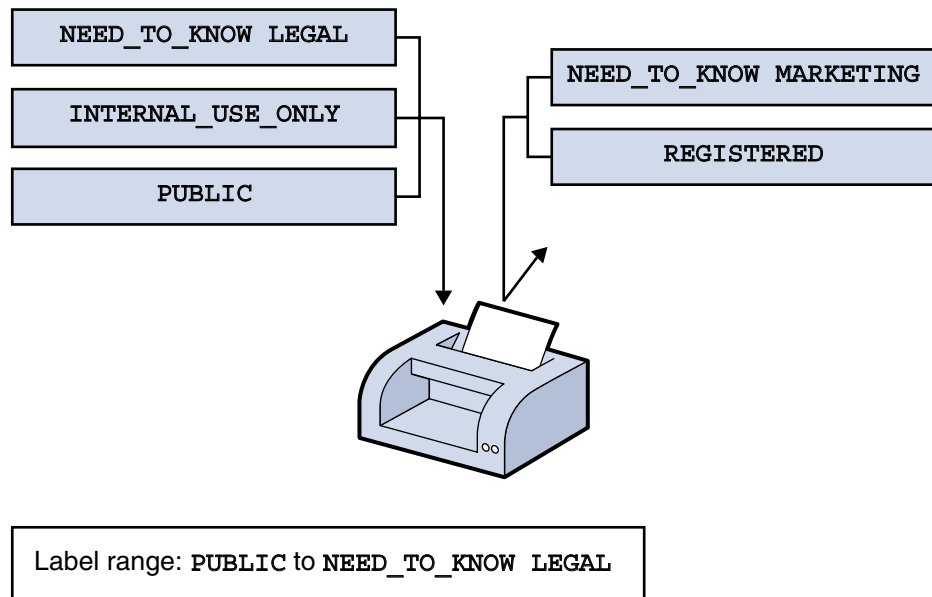 NEED_TO_KNOW LEGAL
INTERNAL_USE_ONLY
PUBLIC
NEED_TO_KNOW MARKETING
REGISTERED
Label range: PUBLIC to NEED_TO_KNOW LEGAL